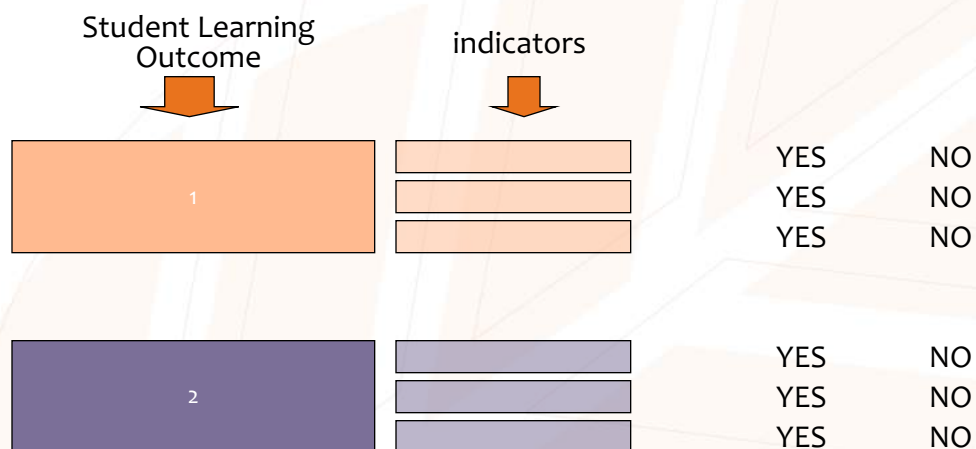 Student Learning
Outcome
indicators
1
YES NO
YES NO
YES NO
2
YES NO
YES NO
YES NO